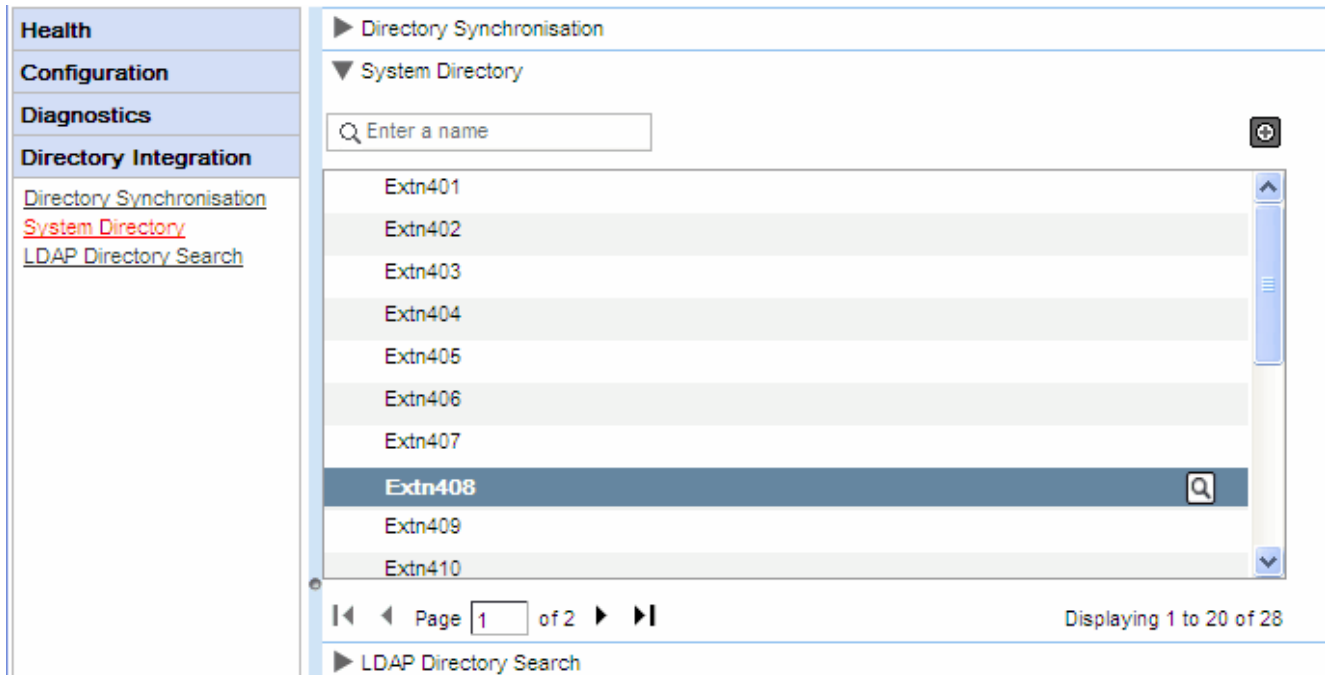 Health
Configuration
Diagnostics
Directory Integration
Directory Synchronisation
System Directory
LDAP Directory Search
Directory Synchronisation
System Directory
Enter a name
Extn401
Extn402
Extn403
Extn404
Extn405
Extn406
Extn407
Extn408
Extn409
Extn410
Page 1 of 2 Displaying 1 to 20 of 28
LDAP Directory Search